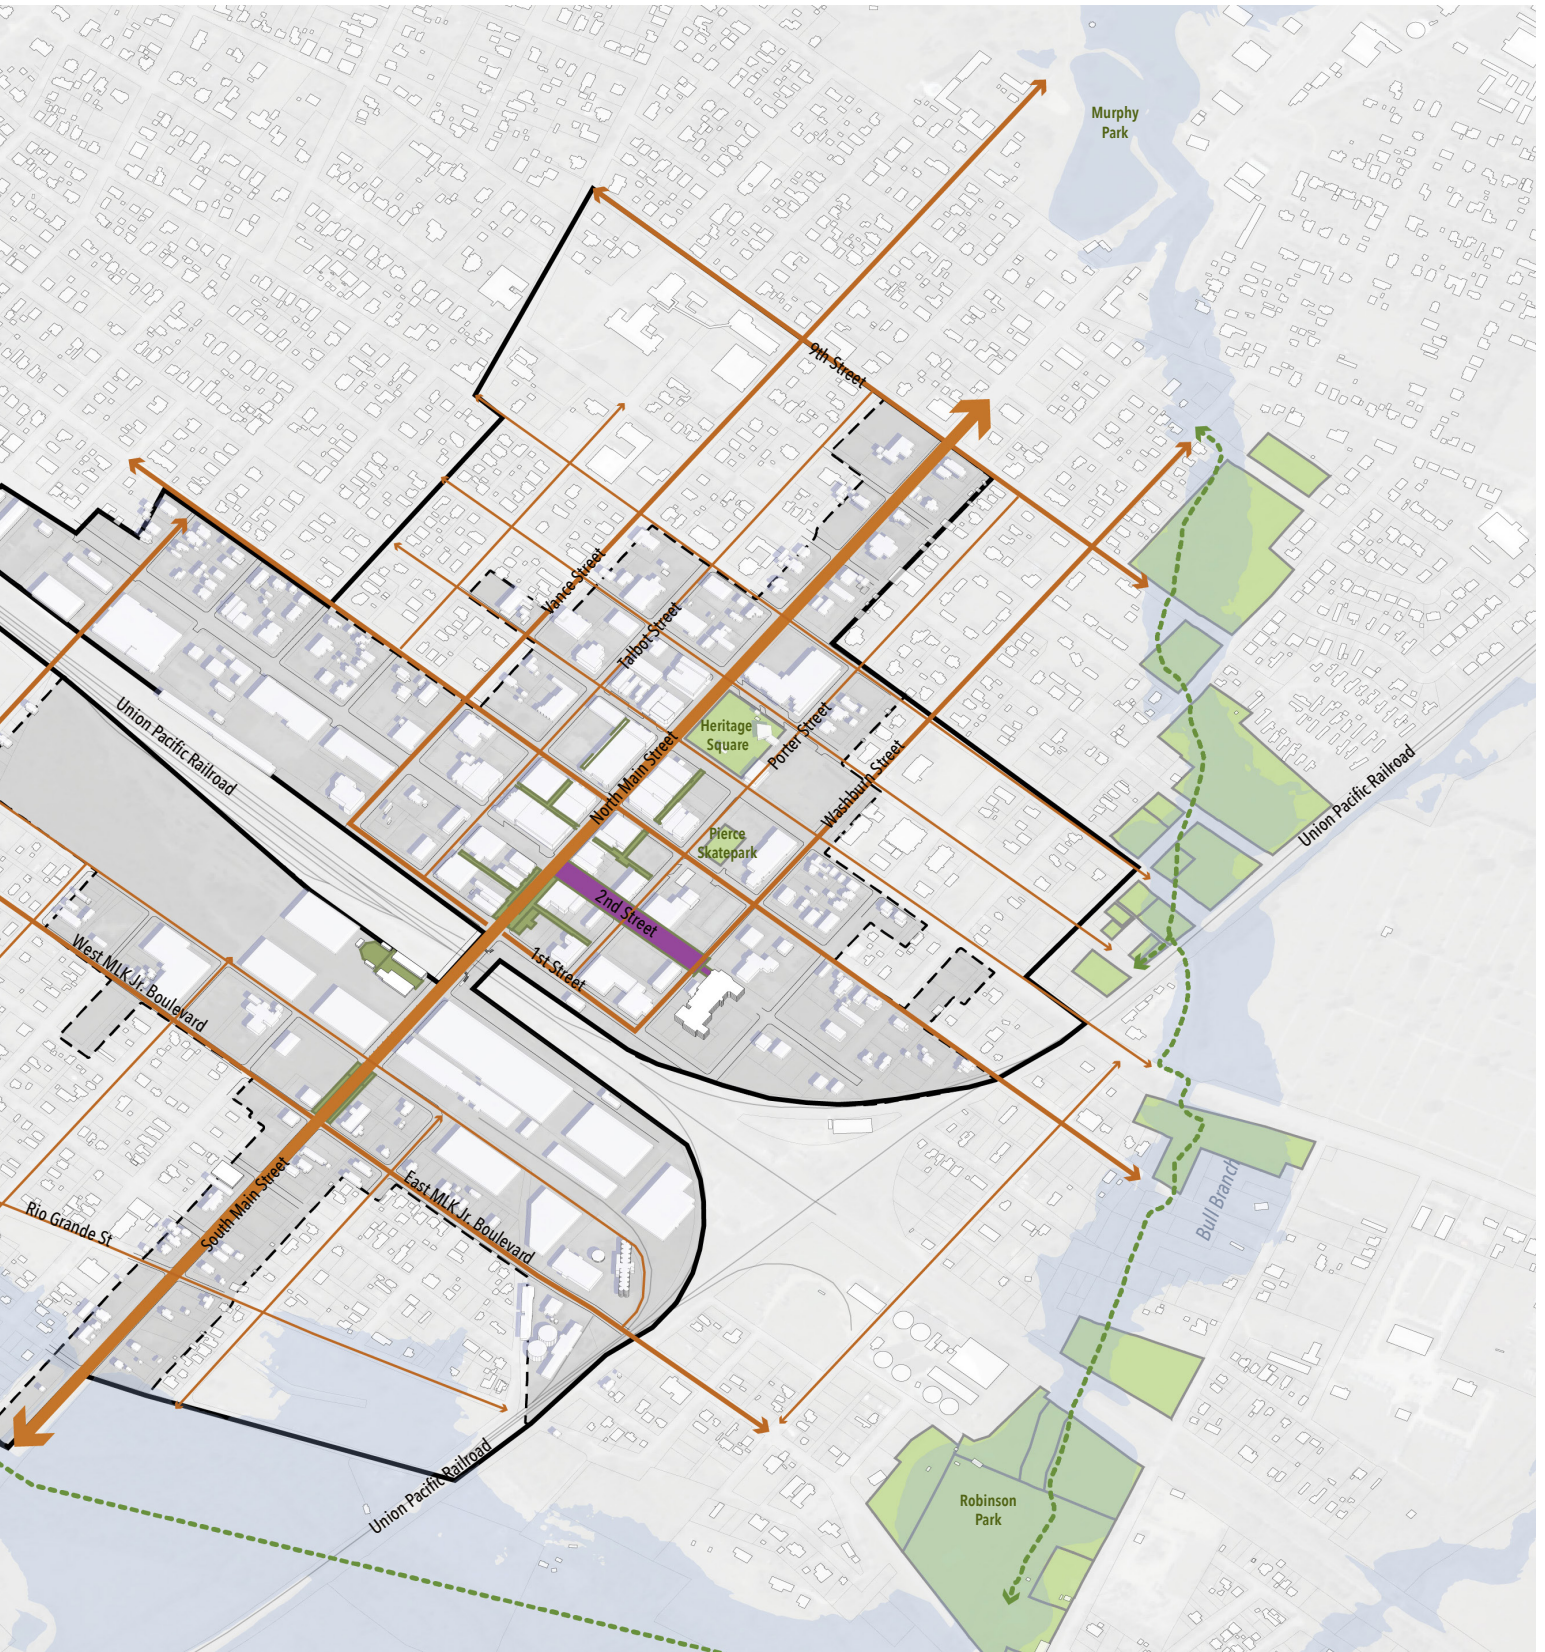 Murphy
Park
9th Street
Vance Street
Talbot Street
Heritage
Square
Porter Street
North Main Street
Washburn Street
Union Pacific Railroad
Union Pacific Railroad
Pierce
Skatepark
2nd Street
1st Street
West MLK Jr. Boulevard
East MLK Jr. Boulevard
South Main Street
Rio Grande St
Bull Branch
Union Pacific Railroad
Robinson
Park